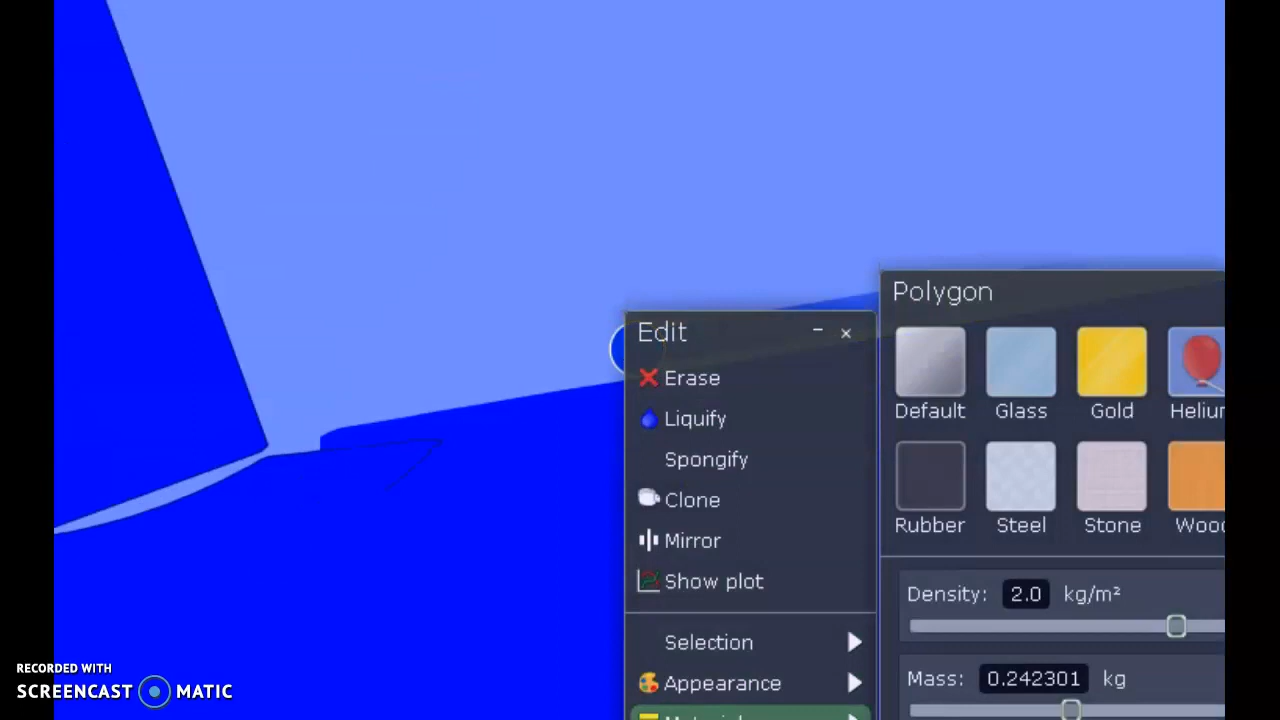 Polygon
Edit
Erase
Default Glass Gold
Liquify
Spongify
Clone
Rubber Steel Stone
Mirror
Show plot
Density: 2.0 kg/m²
Selection
Mass: 0.242301 kg
Appearance
RECORDED WITH
SCREENCAST MATIC